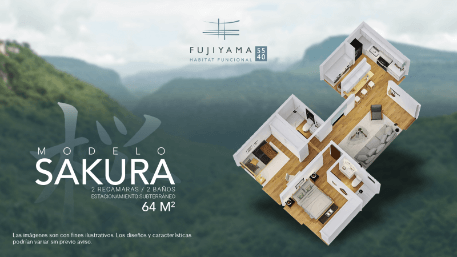 FUJIYAMA
HABITAT FUNCIONAL
55
40
MODELO
SAKURA
2 RECÁMARAS / 2 BAÑOS
ESTACIONAMIENTO SUBTERRÁNEO
64 M²
Las imágenes son con fines ilustrativos. Los diseños y características
podrían variar sin previo aviso.